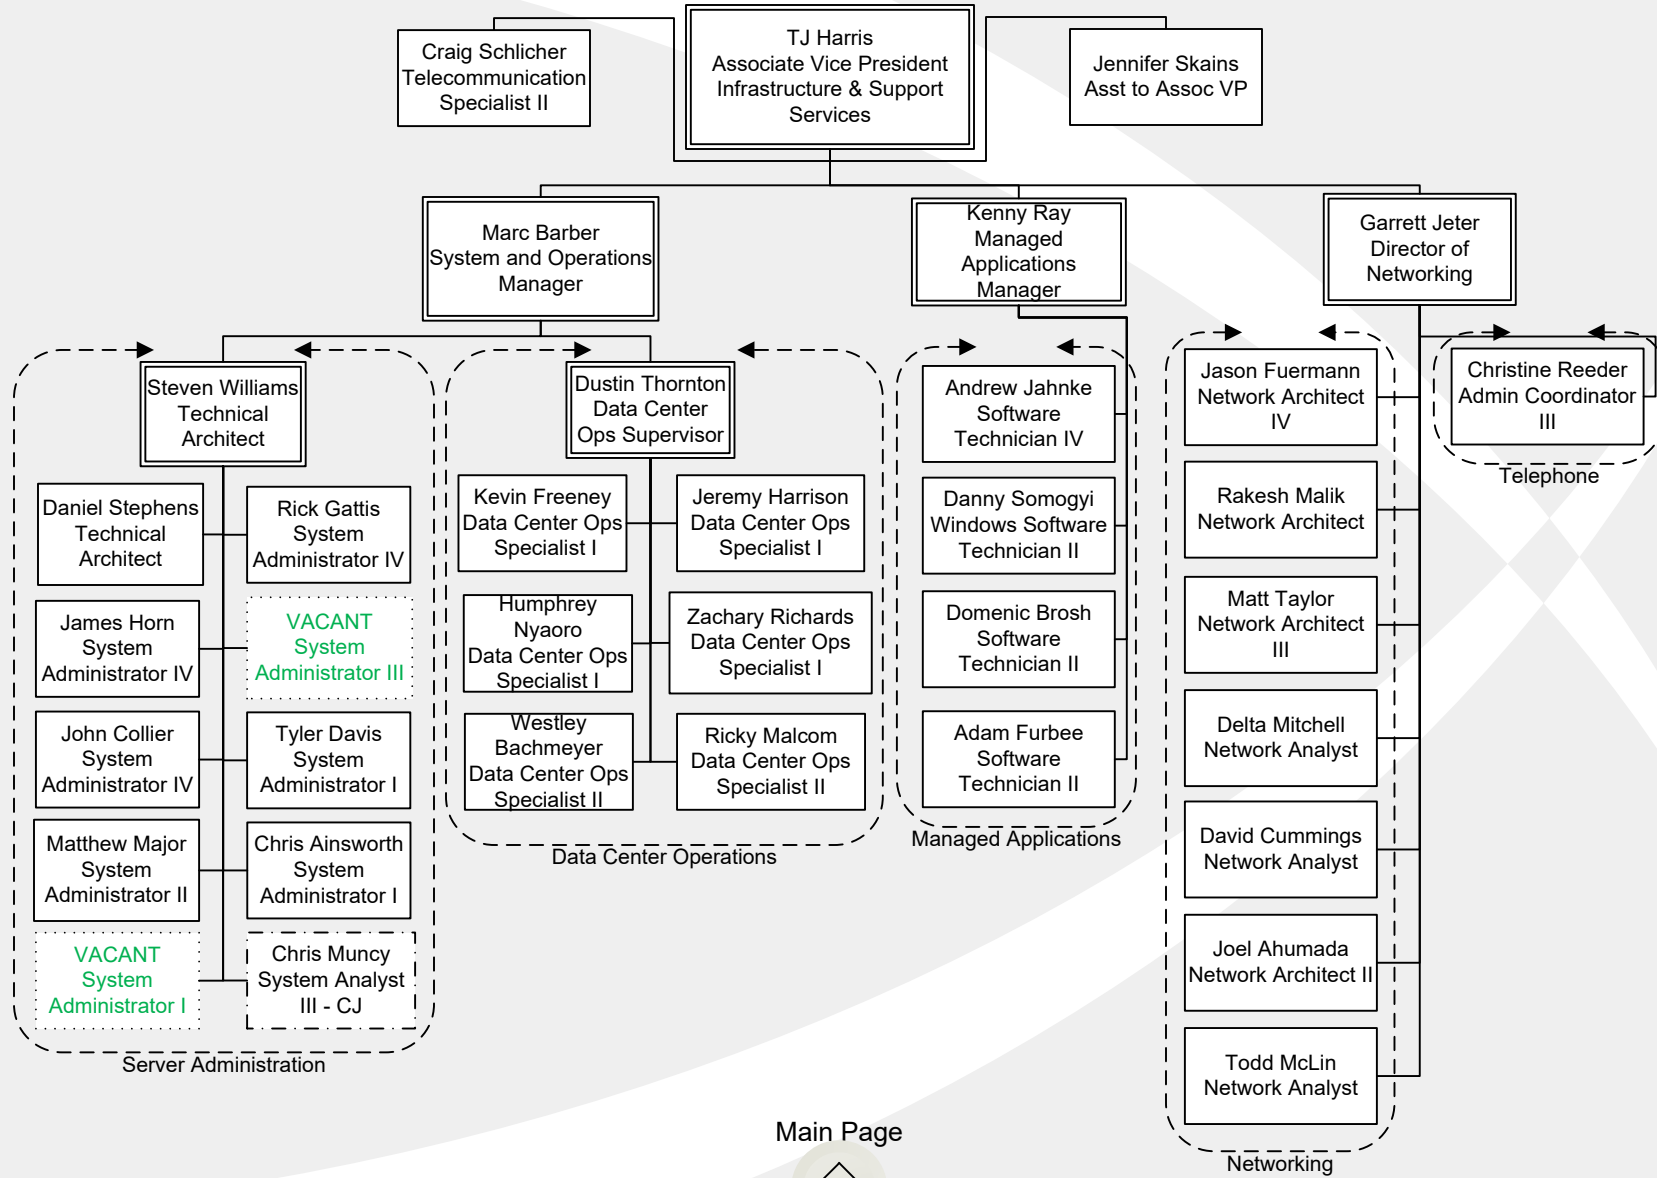 Craig Schlicher
Telecommunication
Specialist II
TJ Harris
Associate Vice President
Infrastructure & Support
Services
Jennifer Skains
Asst to Assoc VP
Marc Barber
System and Operations
Manager
Kenny Ray
Managed
Applications
Manager
Garrett Jeter
Director of
Networking
Steven Williams
Technical
Architect
Daniel Stephens
Technical
Architect
Rick Gattis
System
Administrator IV
James Horn
System
Administrator IV
VACANT
System
Administrator III
John Collier
System
Administrator IV
Tyler Davis
System
Administrator I
Matthew Major
System
Administrator II
Chris Ainsworth
System
Administrator I
VACANT
System
Administrator I
Chris Muncy
System Analyst
III - CJ
Server Administration
Dustin Thornton
Data Center
Ops Supervisor
Kevin Freeney
Data Center Ops
Specialist I
Jeremy Harrison
Data Center Ops
Specialist I
Humphrey
Nyaoro
Data Center Ops
Specialist I
Zachary Richards
Data Center Ops
Specialist I
Westley
Bachmeyer
Data Center Ops
Specialist II
Ricky Malcom
Data Center Ops
Specialist II
Data Center Operations
Andrew Jahnke
Software
Technician IV
Danny Somogyi
Windows Software
Technician II
Domenic Brosh
Software
Technician II
Adam Furbee
Software
Technician II
Managed Applications
Jason Fuermann
Network Architect
IV
Rakesh Malik
Network Architect
Matt Taylor
Network Architect
III
Delta Mitchell
Network Analyst
David Cummings
Network Analyst
Joel Ahumada
Network Architect II
Todd McLin
Network Analyst
Networking
Christine Reeder
Admin Coordinator
III
Telephone
Main Page